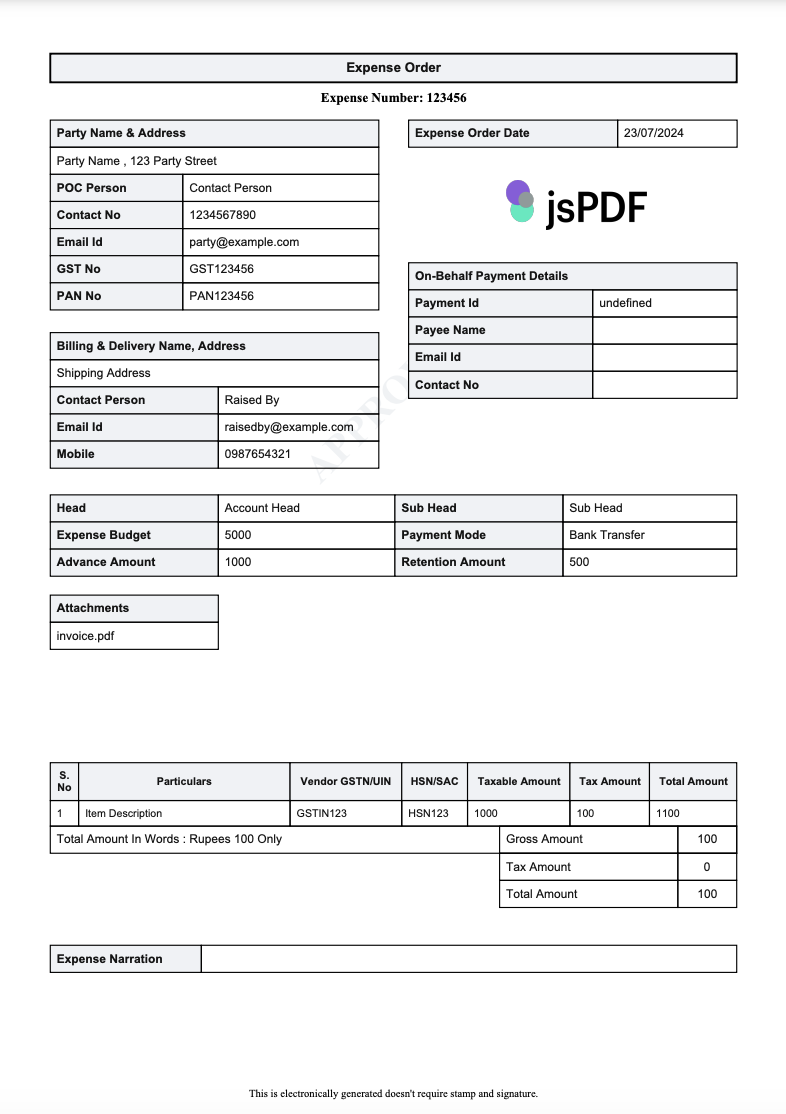 Expense Order
Expense Number: 123456
Party Name & Address
Party Name , 123 Party Street
POC Person Contact Person
Contact No 1234567890
Email Id party@example.com
GST No GST123456
PAN No PAN123456
Expense Order Date 23/07/2024
jsPDF
On-Behalf Payment Details
Payment Id undefined
Payee Name
Email Id
Contact No
Billing & Delivery Name, Address
Shipping Address
Contact Person Raised By
Email Id raisedby@example.com
Mobile 0987654321
Head Account Head Sub Head Sub Head
Expense Budget 5000 Payment Mode Bank Transfer
Advance Amount 1000 Retention Amount 500
Attachments
invoice.pdf
S. No Particulars Vendor GSTN/UIN HSN/SAC Taxable Amount Tax Amount Total Amount
1 Item Description GSTIN123 HSN123 1000 100 1100
Total Amount In Words : Rupees 100 Only Gross Amount 100
Tax Amount 0
Total Amount 100
Expense Narration
This is electronically generated doesn't require stamp and signature.